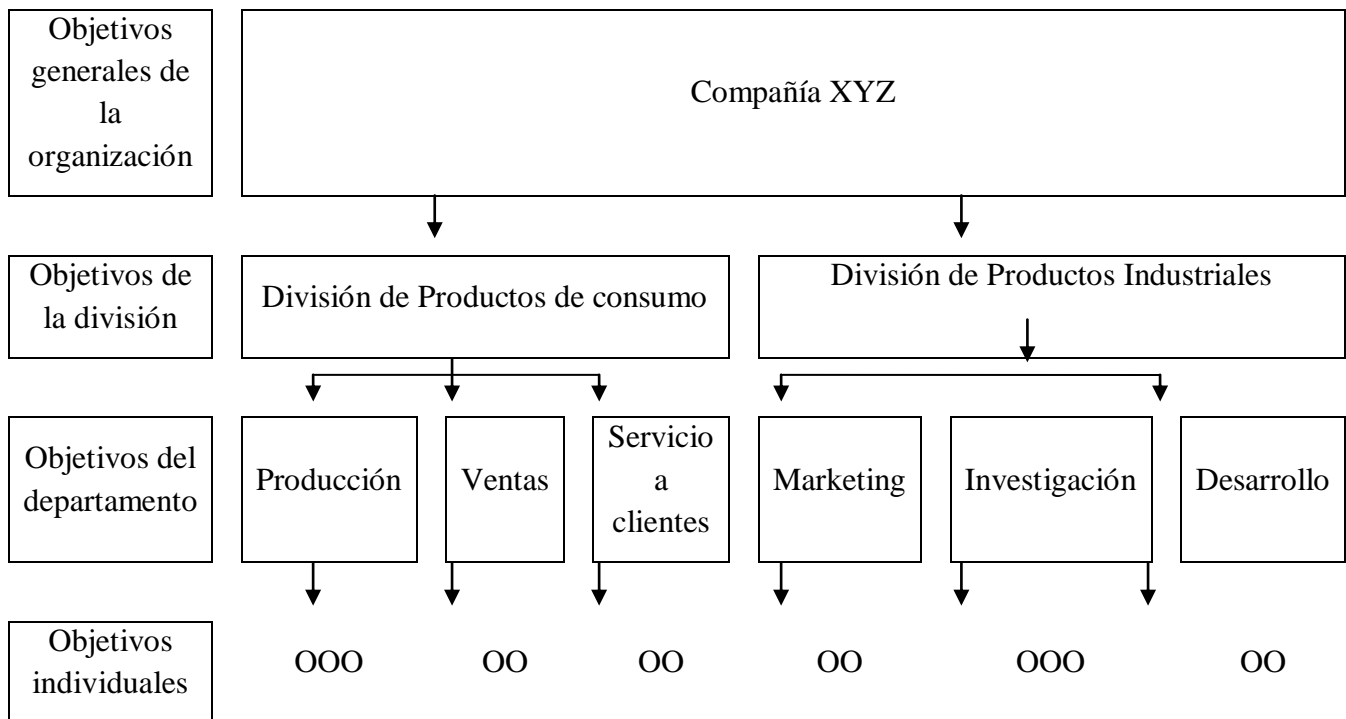 Objetivos
generales de
la
organización
Compañía XYZ
Objetivos de
la división
División de Productos de consumo
División de Productos Industriales
Objetivos del
departamento
Producción
Ventas
Servicio
a
clientes
Marketing
Investigación
Desarrollo
Objetivos
individuales
OOO
OO
OO
OO
OOO
OO